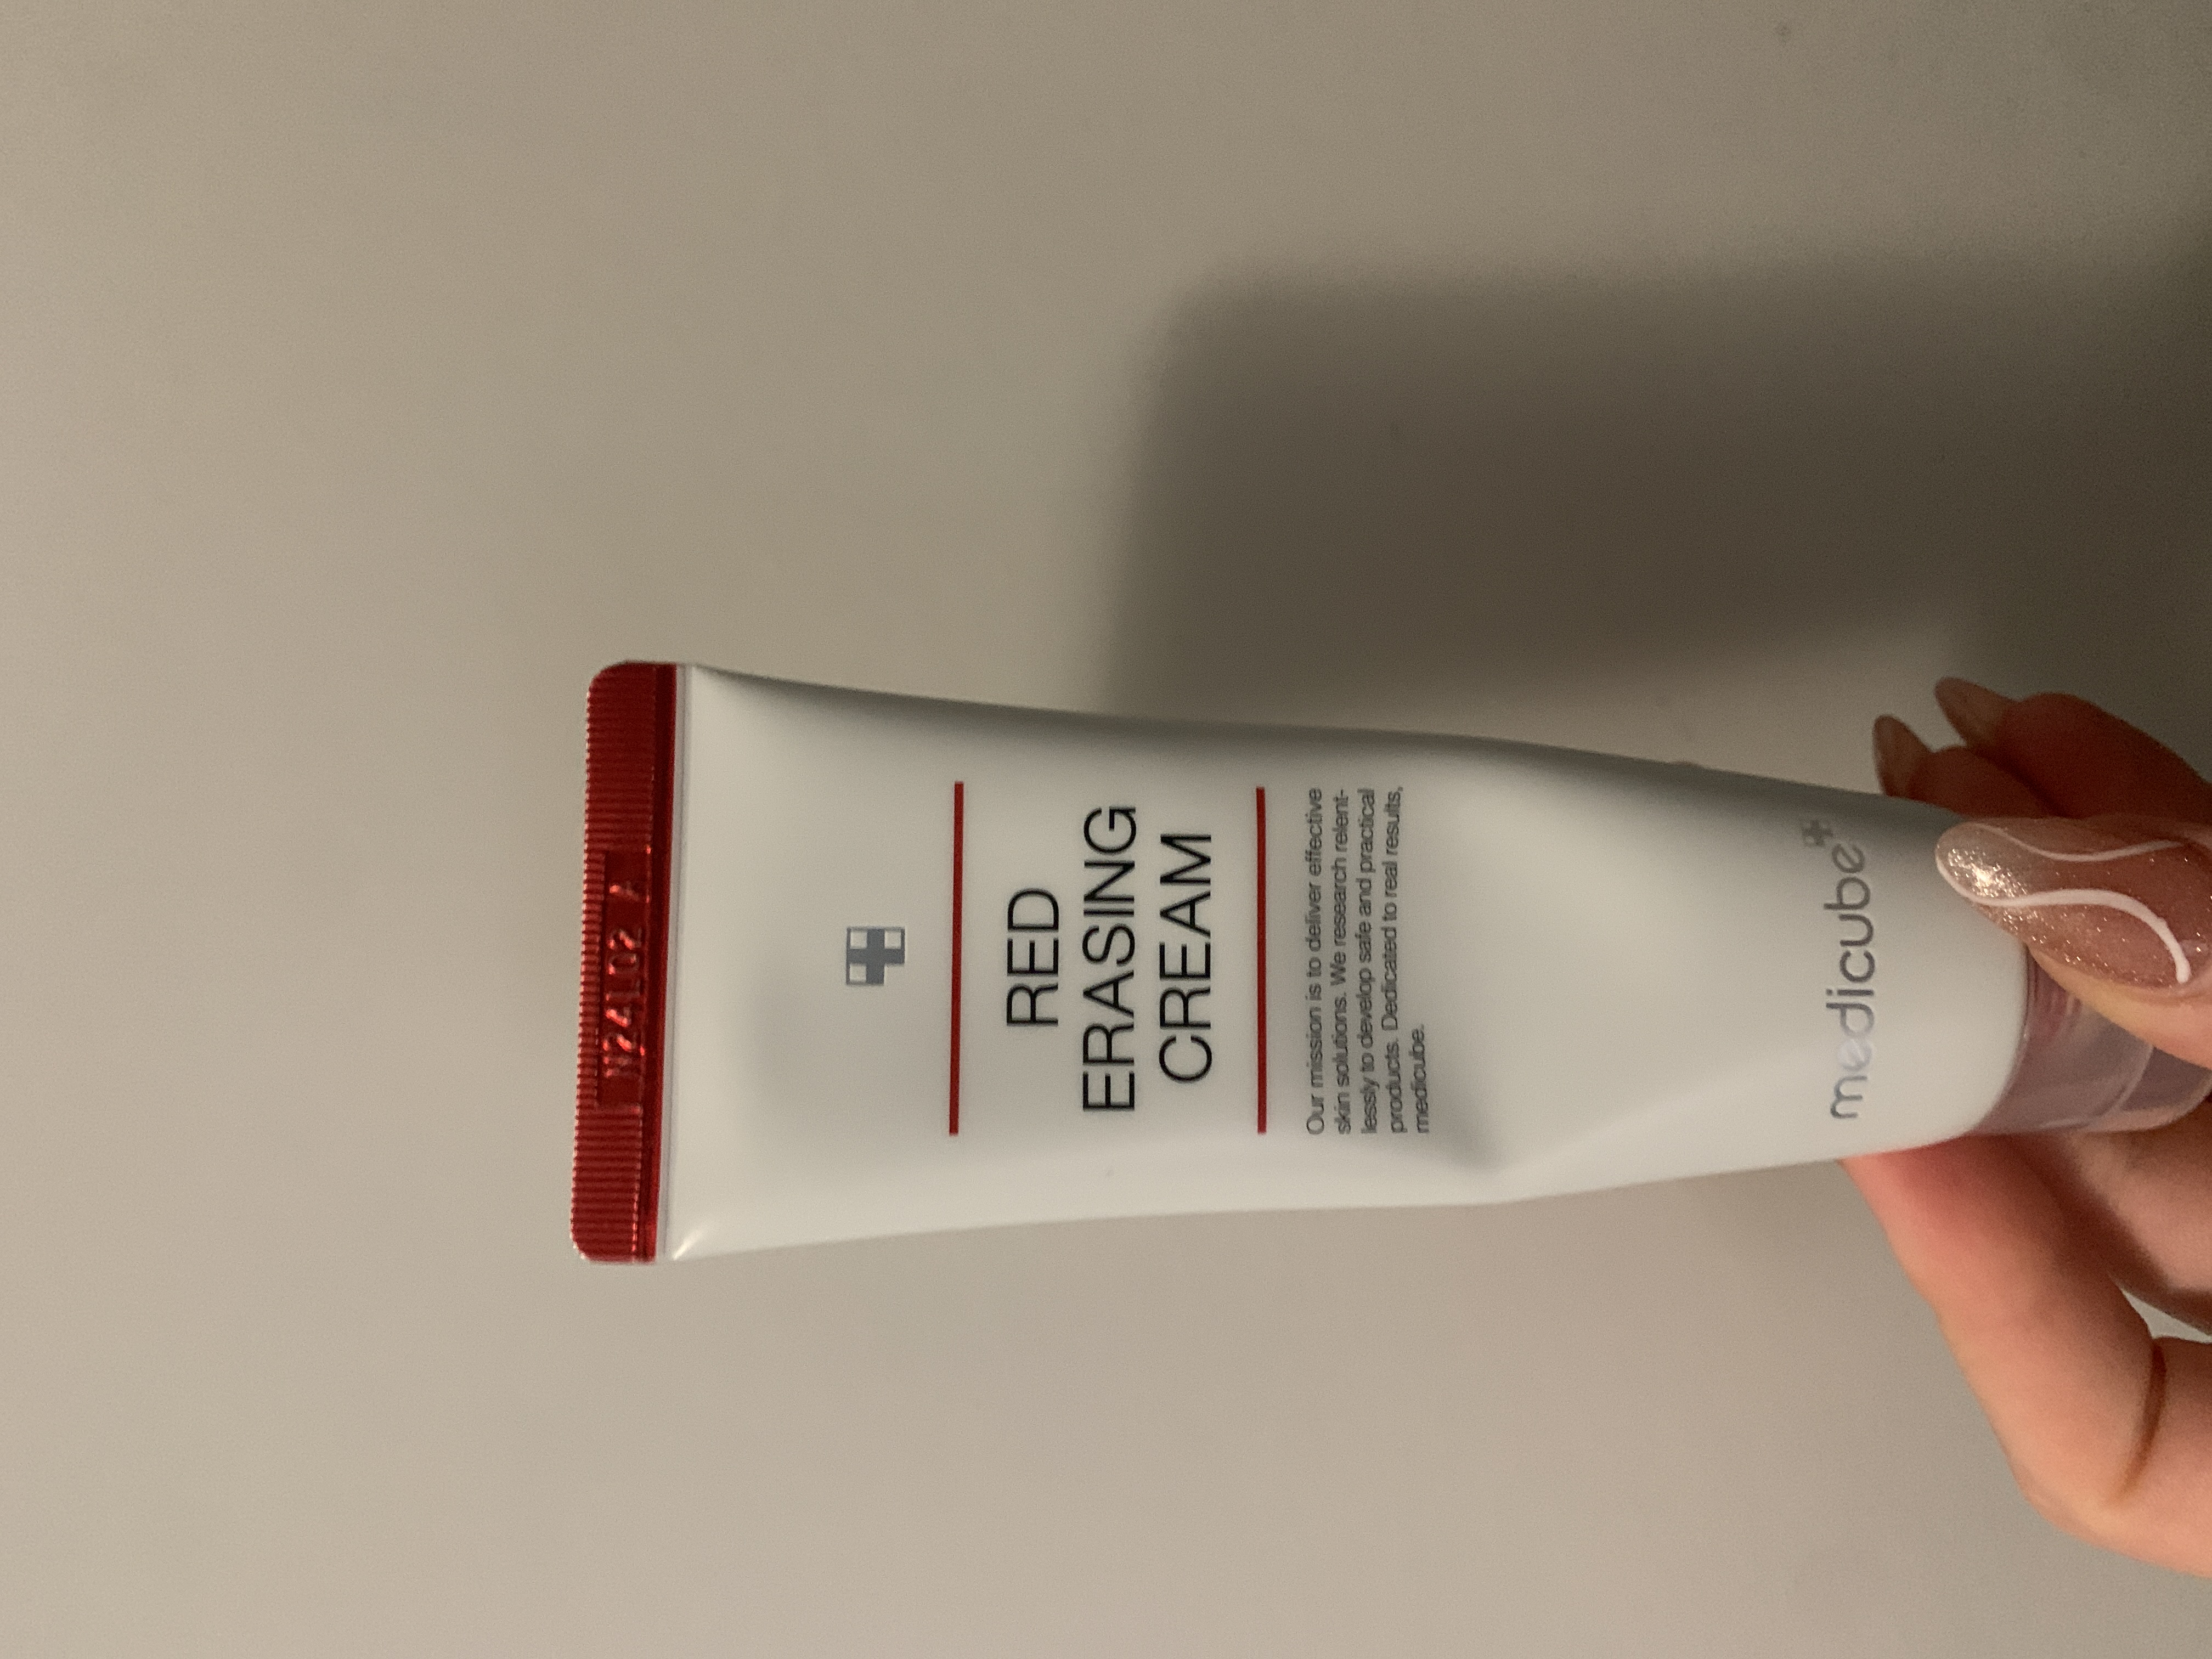 N24L02 A
RED
ERASING
CREAM
Our mission is to deliver effective
skin solutions. We research relent-
lessly to develop safe and practical
products. Dedicated to real results,
medicube.
medicube